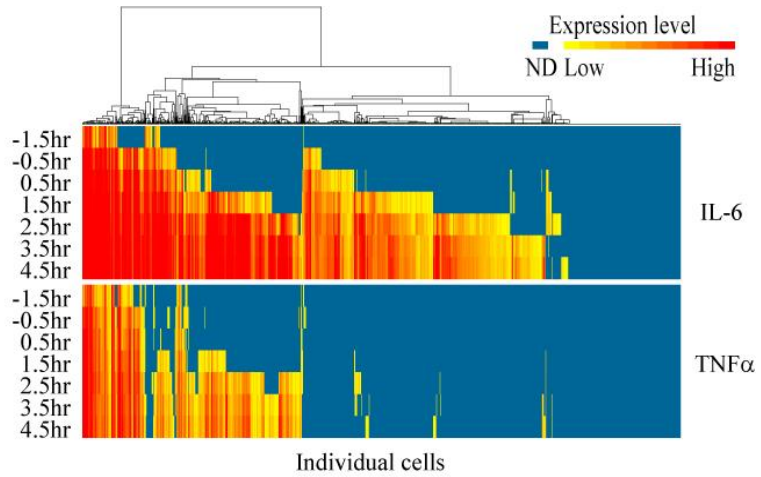 Expression level
ND Low High
-1.5hr
-0.5hr
0.5hr
1.5hr
2.5hr
3.5hr
4.5hr
IL-6
-1.5hr
-0.5hr
0.5hr
1.5hr
2.5hr
3.5hr
4.5hr
TNFα
Individual cells